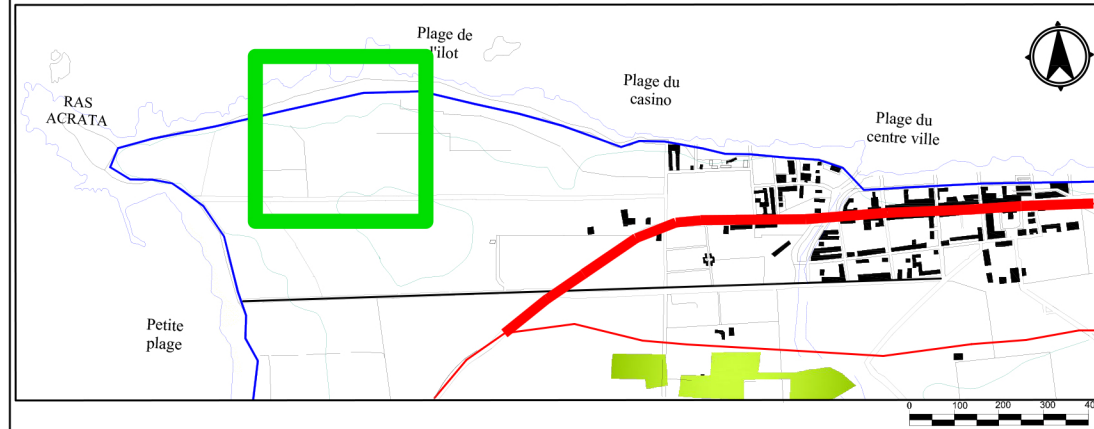 Plage de
l'ilot
Plage du
casino
RAS
ACRATA
Plage du
centre ville
Petite
plage
0 100 200 300 40